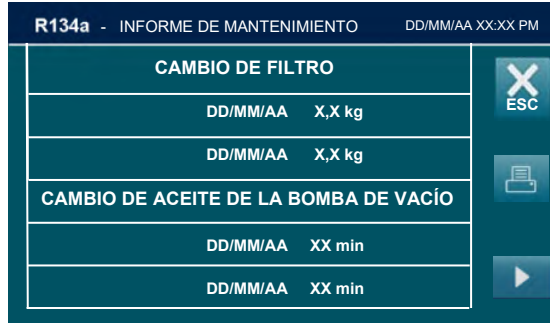 R134a - INFORME DE MANTENIMIENTO DD/MM/AA XX:XX PM
CAMBIO DE FILTRO
ESC
DD/MM/AA X,X kg
DD/MM/AA X,X kg
CAMBIO DE ACEITE DE LA BOMBA DE VACÍO
DD/MM/AA XX min
DD/MM/AA XX min